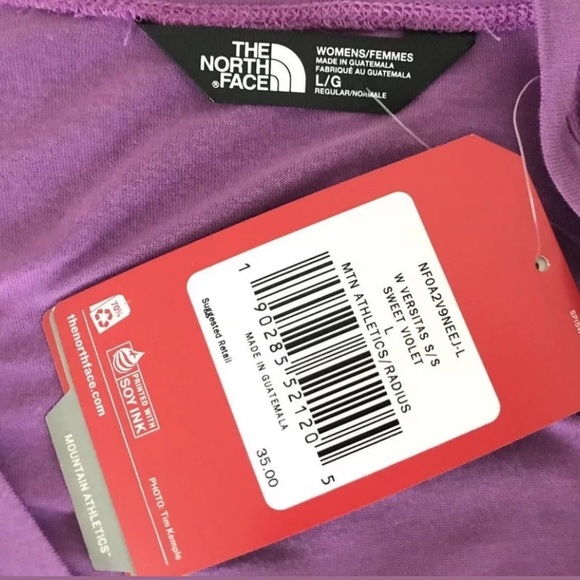 THE
NORTH
FACE
WOMENS/FEMMES
MADE IN GUATEMALA
FABRIQUÉ AU GUATEMALA
L/G
REGULAR/NORMALE
NF0A2V9NEEJ-L
W VERSITAS S/S
SWEET VIOLET
L
MTN ATHLETICS/RADIUS
1 90285 52120 5
MADE IN GUATEMALA
Suggested Retail
35.00
70%
thenorthface.com
PRINTED WITH
SOY INK
MOUNTAIN ATHLETICS
PHOTO: Tim Kemple